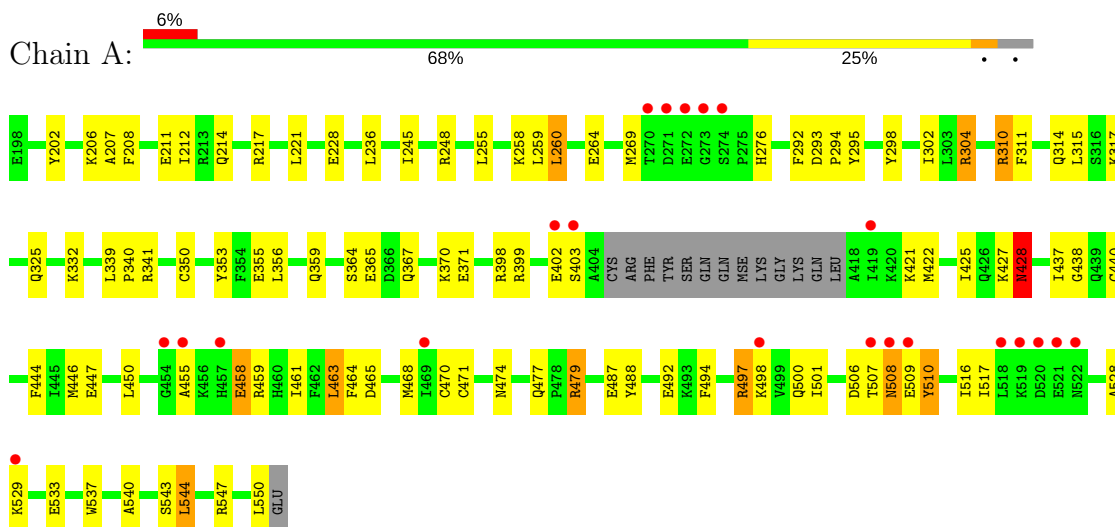 6%
Chain A:
68% 25% • •
E198 Y202 K206 A207 F208 E211 I212 R213 Q214 R217 L221 E228 L236 I245 R248 L255 K258 L259 L260 E264 M269 T270 D271 E272 G273 S274 P275 H276 F292 D293 P294 Y295 Y298 I302 L303 R304 R310 F311 Q314 L315 S316
Q325 K332 L339 P340 R341 C350 Y353 F354 E355 L356 Q359 S364 E365 D366 Q367 K370 E371 R398 R399 E402 S403 A404 CYS ARG PHE TYR SER GLN GLN MSE LYS GLY LYS GLN LEU A418 I419 K420 K421 M422 I425 Q426 K427 N428 I437 G438 Q439
F444 I445 M446 E447 L450 G454 A455 K456 H457 E458 R459 H460 I461 F462 L463 F464 D465 M468 I469 C470 C471 N474 Q477 P478 R479 E487 Y488 E492 K493 F494 R497 K498 V499 Q500 I501 D506 T507 N508 E509 Y510 I516 I517 L518 K519 D520 E521 N522
K529 E533 W537 A540 S543 L544 R547 L550 GLU